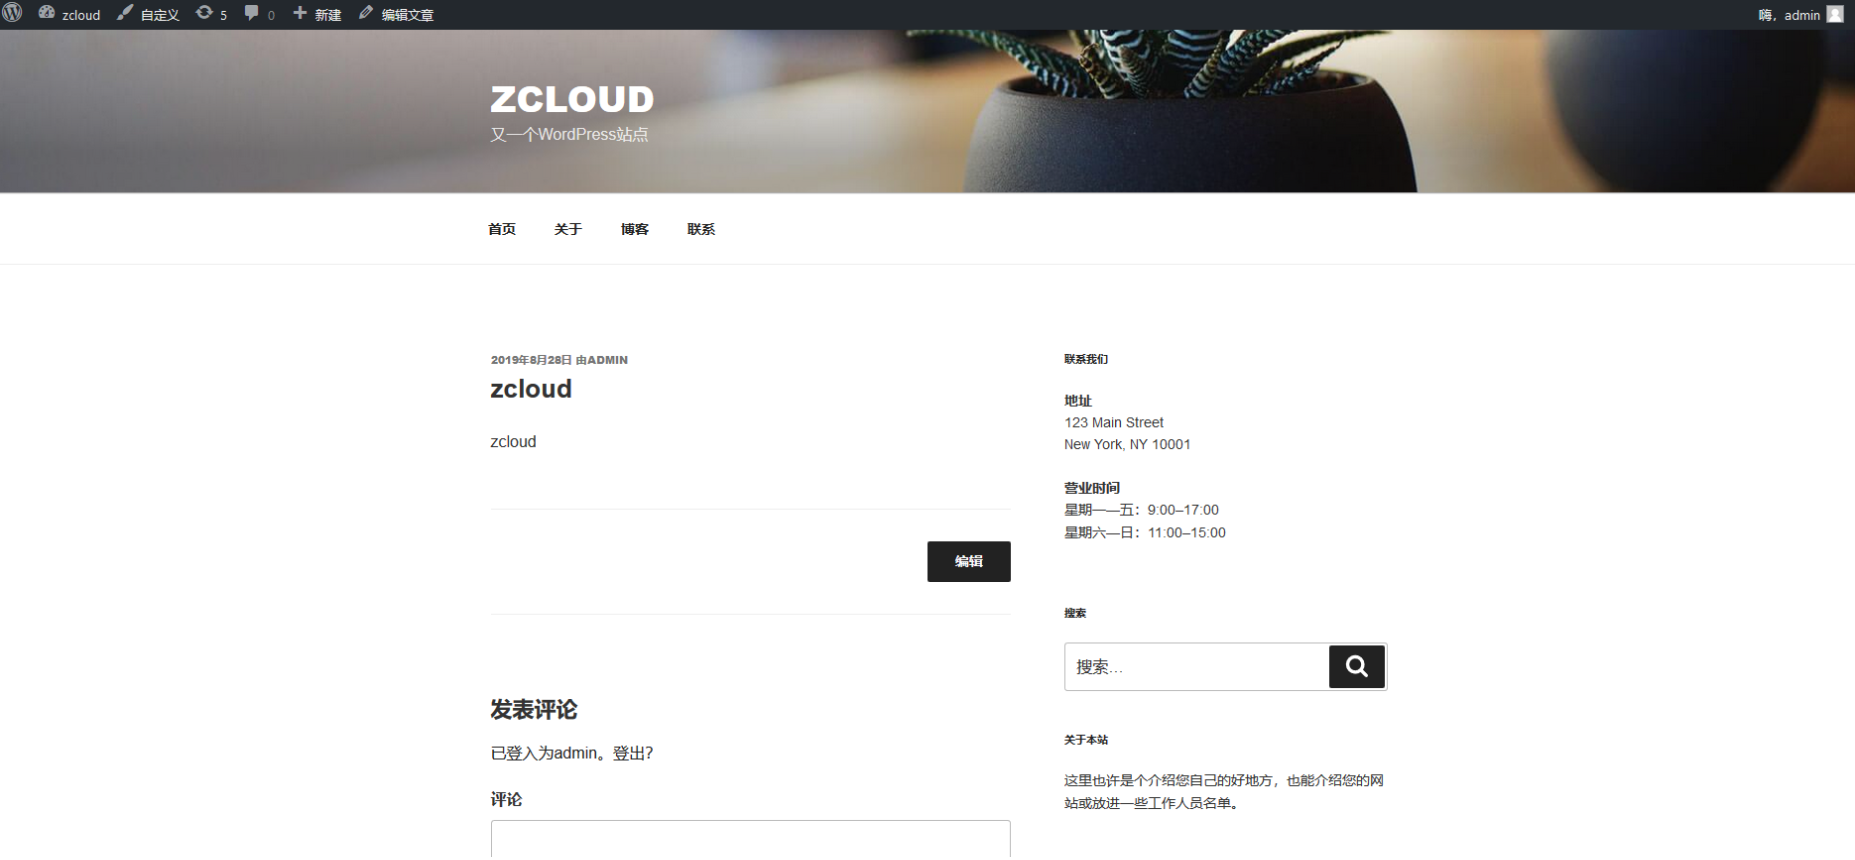 zcloud 自定义 5 0 新建 编辑文章 嗨，admin
ZCLOUD
又一个WordPress站点
首页 关于 博客 联系
2019年8月28日 由ADMIN
zcloud
zcloud
编辑
发表评论
已登入为admin。登出？
评论
联系我们
地址
123 Main Street
New York, NY 10001
营业时间
星期一—五：9:00–17:00
星期六—日：11:00–15:00
搜索
搜索…
关于本站
这里也许是个介绍您自己的好地方，也能介绍您的网
站或放进一些工作人员名单。